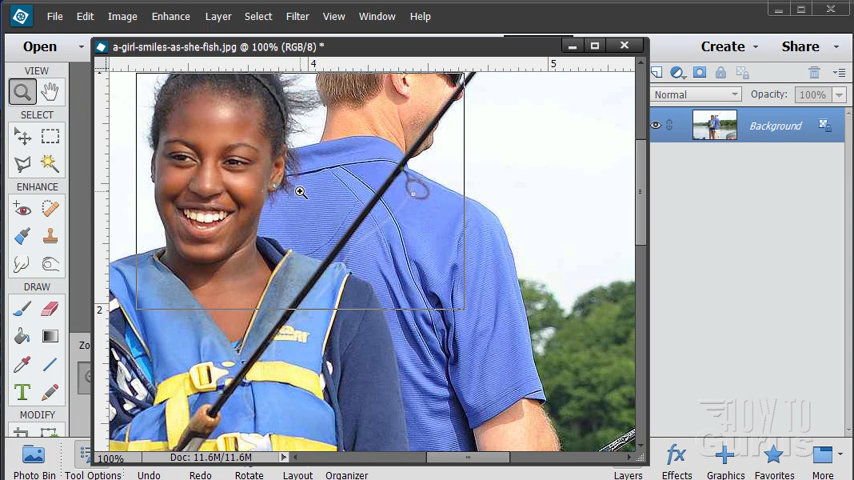 File Edit Image Enhance Layer Select Filter View Window Help
Open
a-girl-smiles-as-she-fish.jpg @ 100% (RGB/8) *
Create
Share
VIEW
4
5
Normal
Opacity: 100%
SELECT
Background
ENHANCE
DRAW
2
Zo
T
MODIFY
HOW TO
Gurus
100%
Doc: 11.6M/11.6M
fx
Photo Bin Tool Options Undo Redo Rotate Layout Organizer Layers Effects Graphics Favorites More